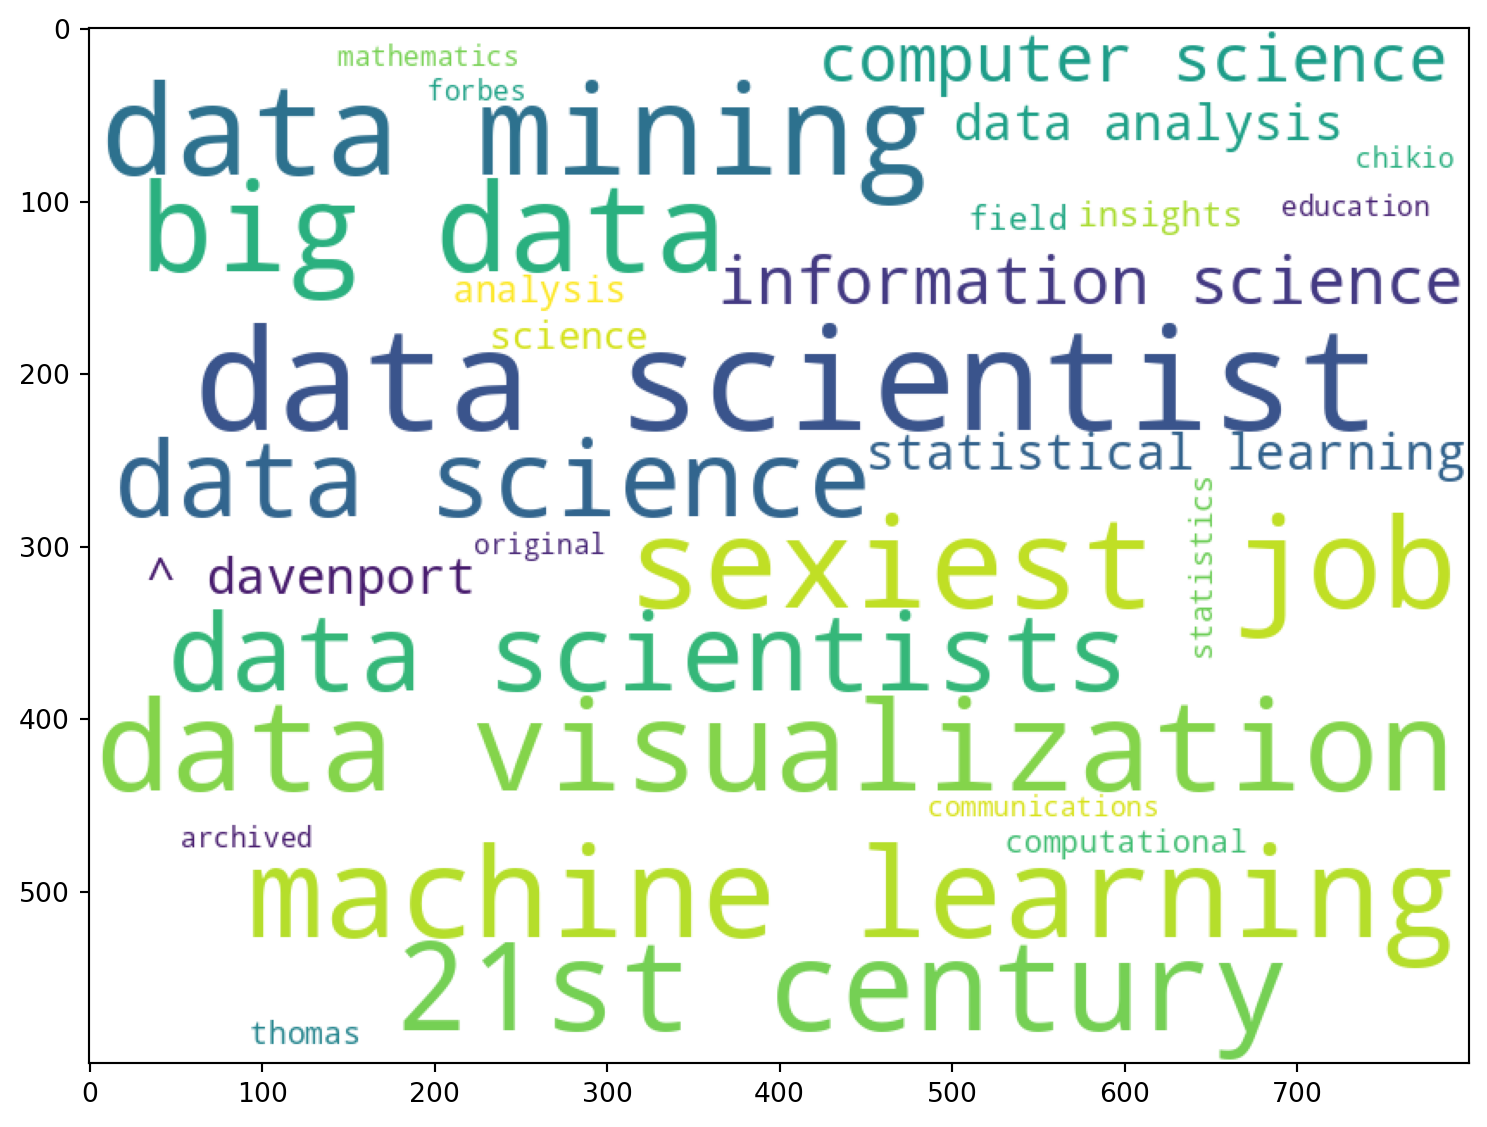 0
mathematics
computer science
forbes
data mining
data analysis
chikio
100
big data
field
insights
education
analysis
information science
science
200
data scientist
data science
statistical learning
statistics
300
original
sexiest job
^ davenport
data scientists
400
data visualization
communications
archived
computational
500
machine learning
21st century
thomas
0 100 200 300 400 500 600 700